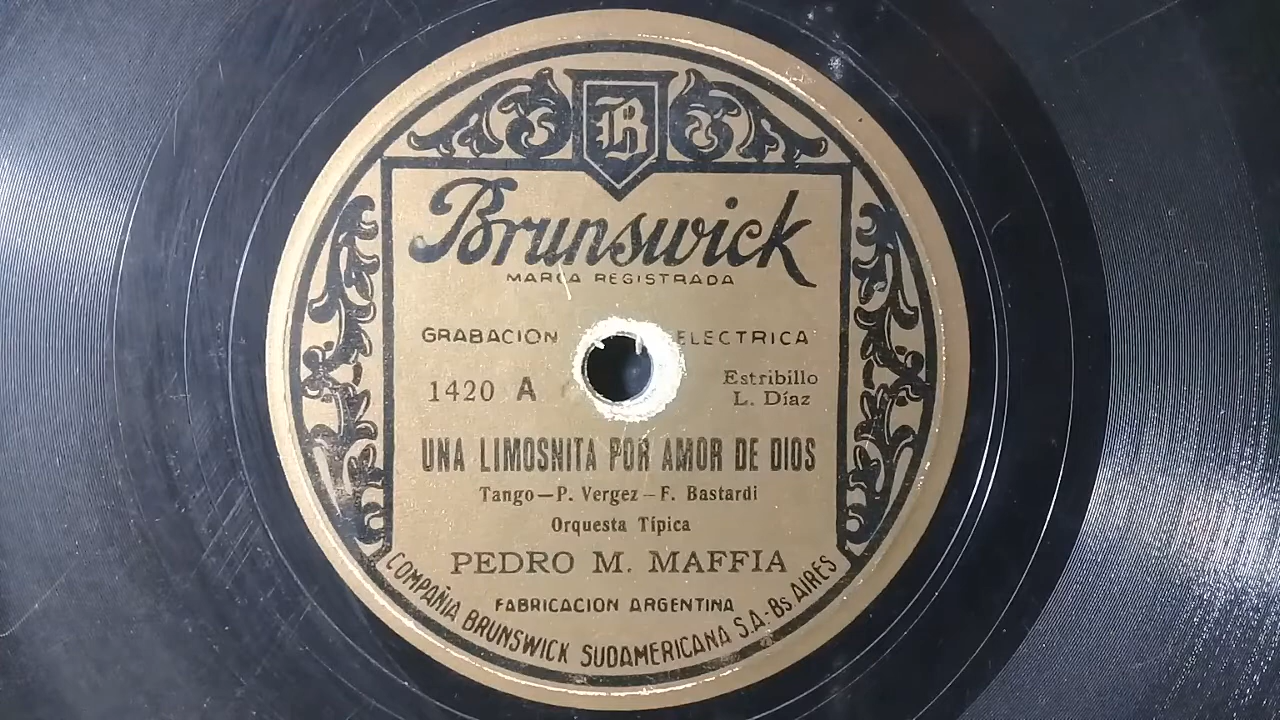 B
Brunswick
MARCA REGISTRADA
GRABACION ELECTRICA
1420 A
Estribillo
L. Díaz
UNA LIMOSNITA POR AMOR DE DIOS
Tango—P. Vergez—F. Bastardi
Orquesta Típica
PEDRO M. MAFFIA
FABRICACION ARGENTINA
COMPAÑIA BRUNSWICK SUDAMERICANA S.A.-Bs AIRES